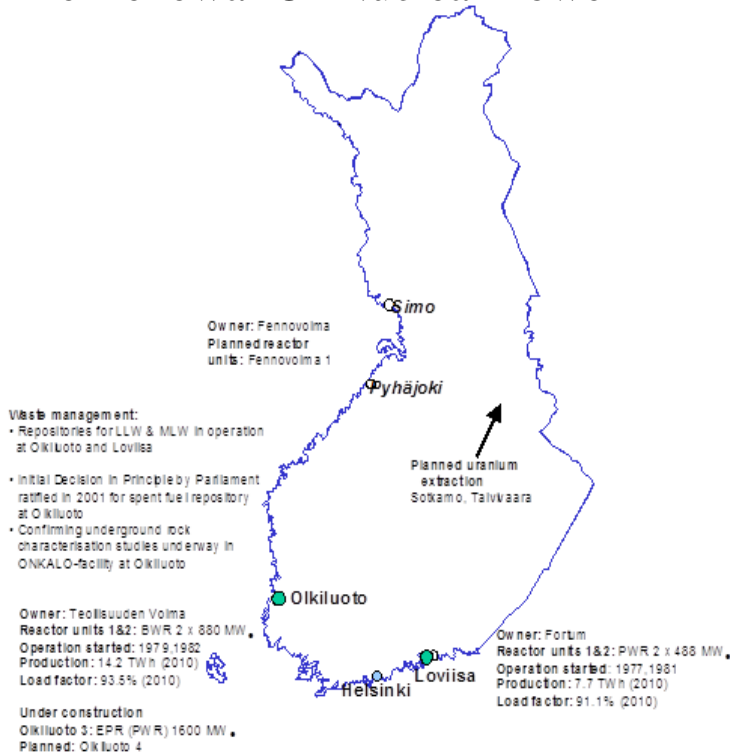 Simo
Owner: Fennovoima
Planned reactor
units: Fennovoima 1
Pyhäjoki
Waste management:
• Repositories for LLW & MLW in operation
at Olkiluoto and Loviisa
• Initial Decision in Principle by Parliament
ratified in 2001 for spent fuel repository
at Olkiluoto
• Confirming underground rock
characterisation studies underway in
ONKALO-facility at Olkiluoto
Planned uranium
extraction
Sotkamo, Talvivaara
Olkiluoto
Owner: Teollisuuden Voima
Reactor units 1&2: BWR 2 x 880 MWe
Operation started: 1979,1982
Production: 14.2 TWh (2010)
Load factor: 93.5% (2010)
Under construction
Olkiluoto 3: EPR (PWR) 1600 MWe
Planned: Olkiluoto 4
Helsinki
Loviisa
Owner: Fortum
Reactor units 1&2: PWR 2 x 488 MWe
Operation started: 1977,1981
Production: 7.7 TWh (2010)
Load factor: 91.1% (2010)